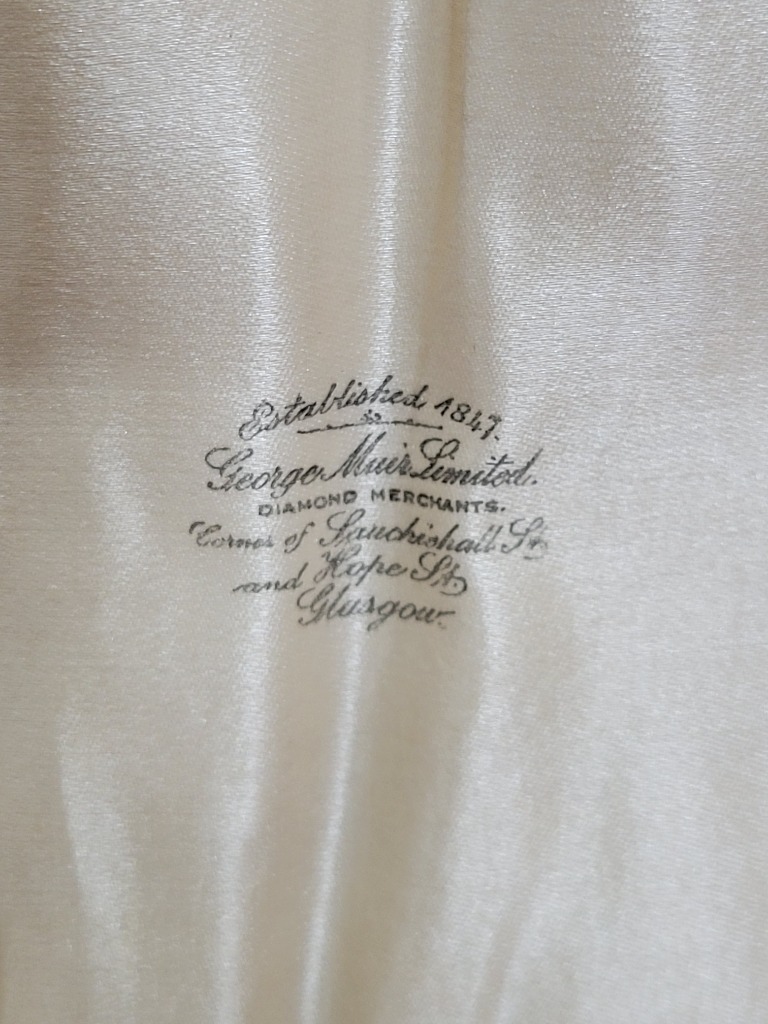 Established 1847.
George Muir Limited.
DIAMOND MERCHANTS.
Corner of Sauchiehall St.
and Hope St.
Glasgow.